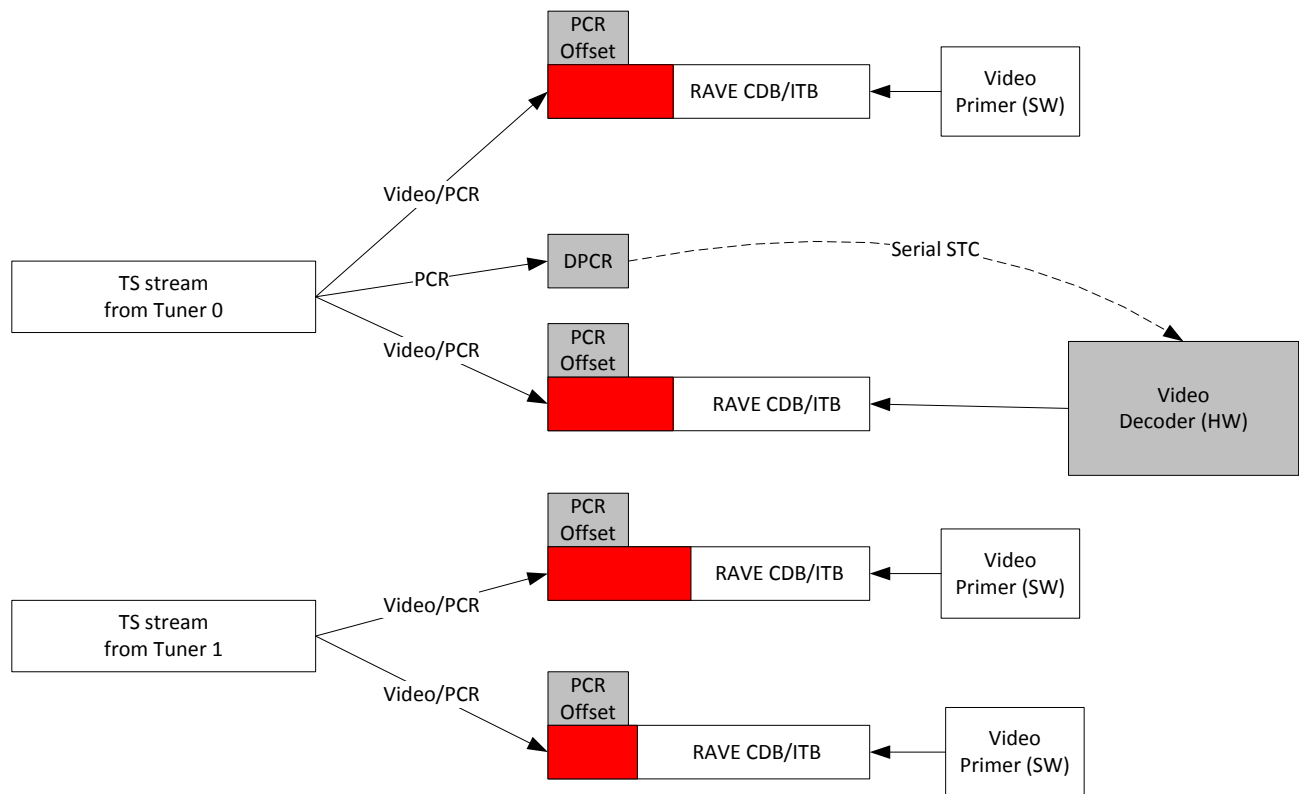 PCR
Offset
RAVE CDB/ITB
Video
Primer (SW)
Video/PCR
Serial STC
DPCR
PCR
TS stream
from Tuner 0
PCR
Offset
Video/PCR
RAVE CDB/ITB
Video
Decoder (HW)
PCR
Offset
RAVE CDB/ITB
Video
Primer (SW)
Video/PCR
TS stream
from Tuner 1
PCR
Offset
Video/PCR
RAVE CDB/ITB
Video
Primer (SW)